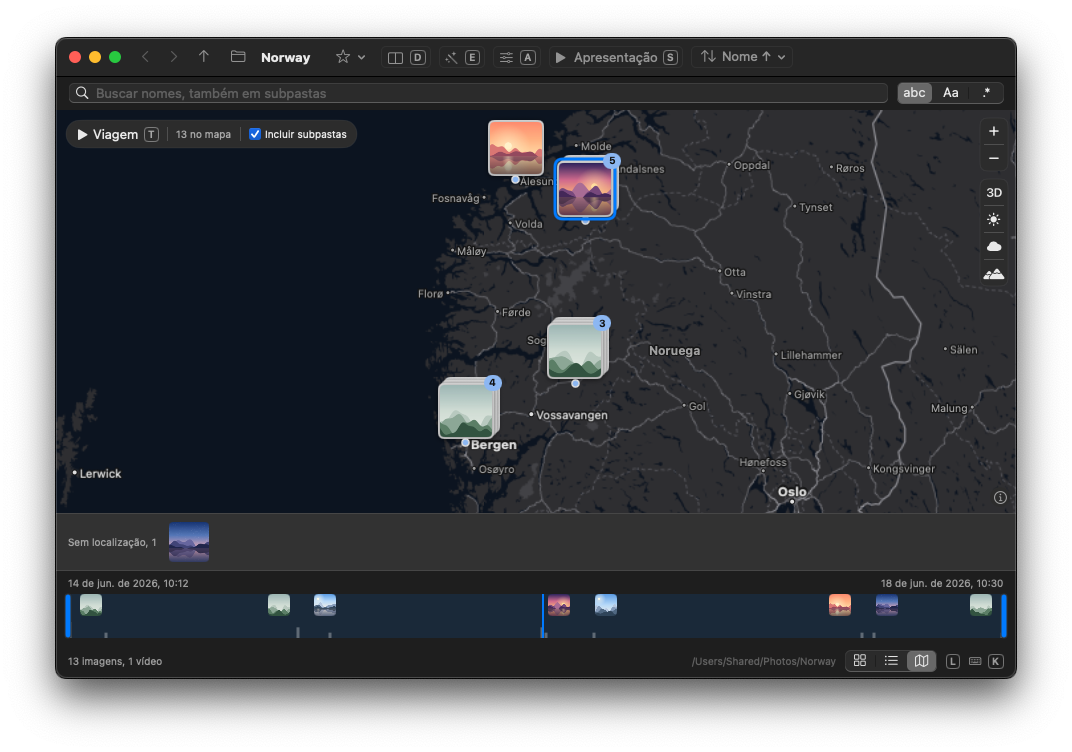 Norway
D
E
A
Apresentação S
Nome
Buscar nomes, também em subpastas
abc
Aa
.*
Viagem T
13 no mapa
Incluir subpastas
Molde
Oppdal
Røros
5
Ålesun
ndalsnes
Fosnavåg
Tynset
Volda
Måløy
Otta
Florø
Vinstra
Førde
3
Sog
Noruega
Lillehammer
Sälen
4
Gjøvik
Gol
Malung
Vossavangen
Bergen
Osøyro
Hønefoss
Kongsvinger
Lerwick
Oslo
+
−
3D
Sem localização, 1
14 de jun. de 2026, 10:12
18 de jun. de 2026, 10:30
13 imagens, 1 vídeo
/Users/Shared/Photos/Norway
L
K